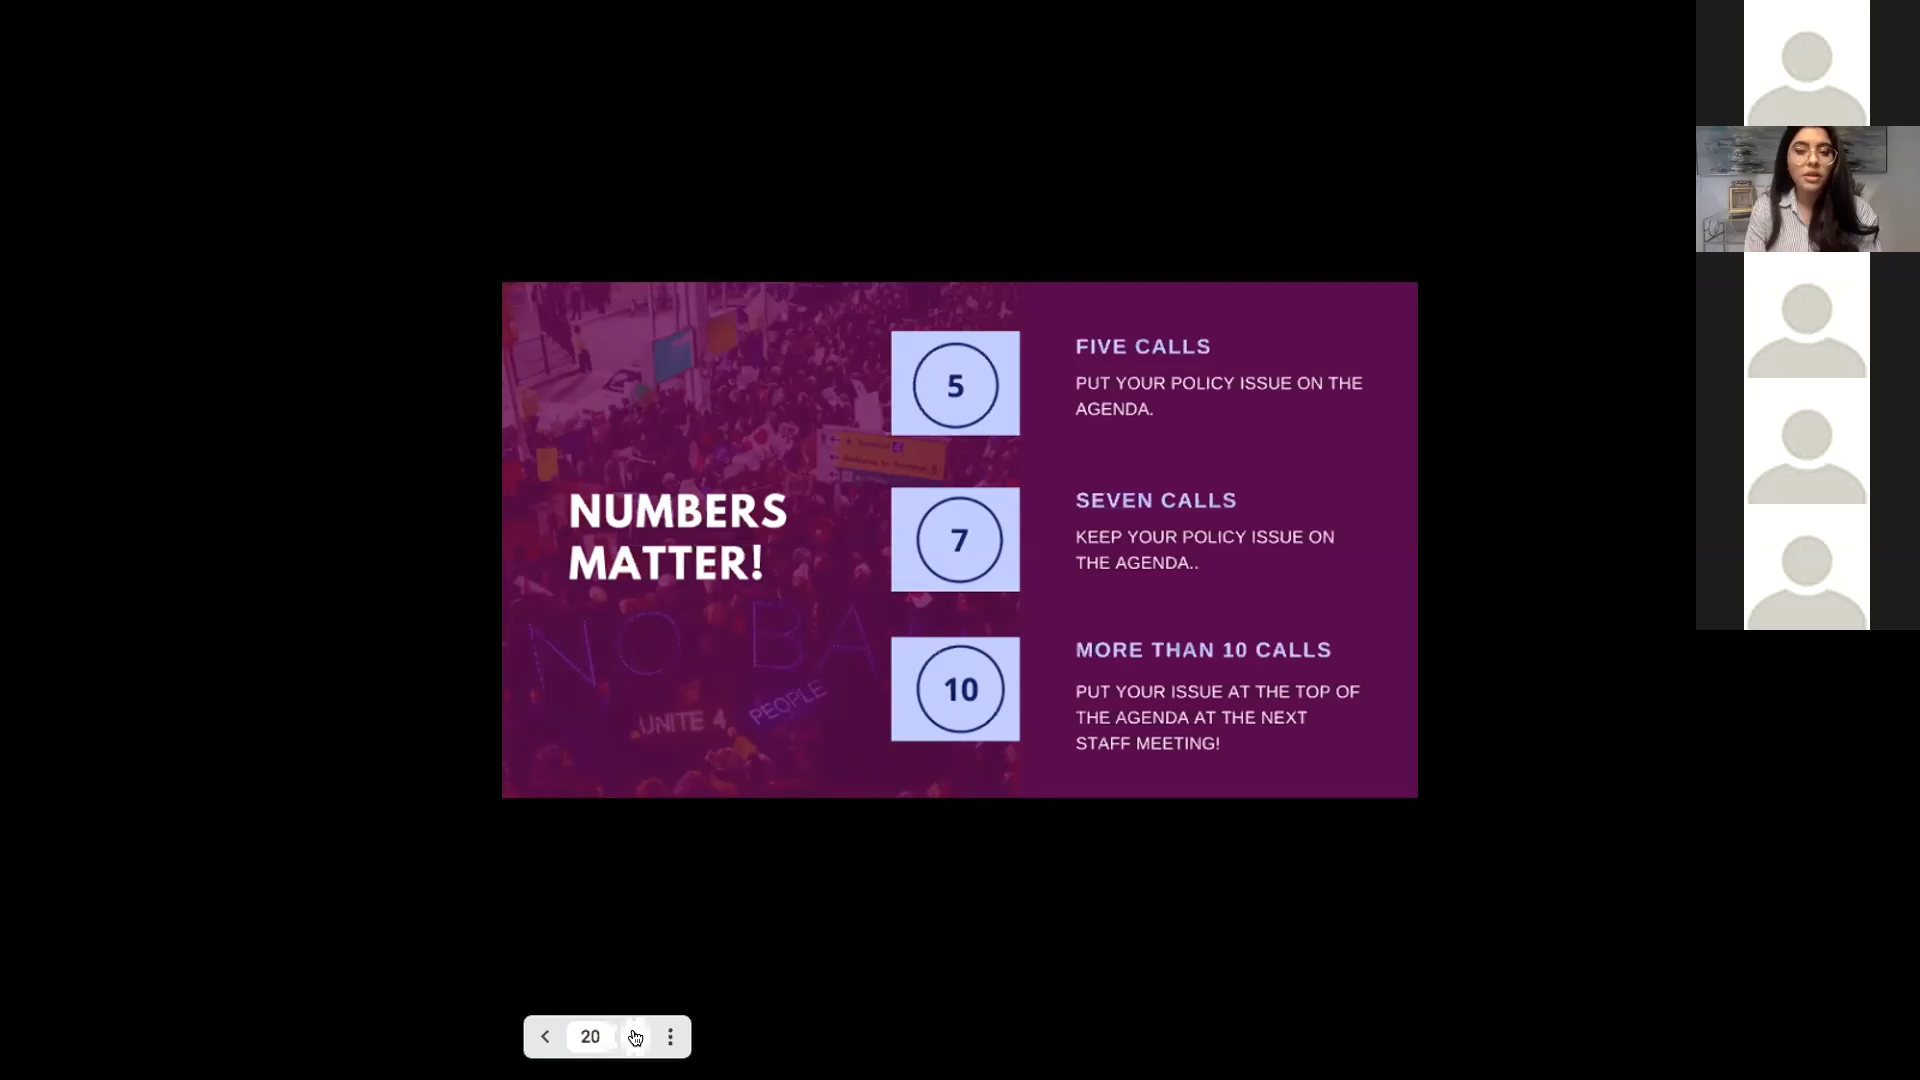 NUMBERS
MATTER!
5
FIVE CALLS
PUT YOUR POLICY ISSUE ON THE
AGENDA.
7
SEVEN CALLS
KEEP YOUR POLICY ISSUE ON
THE AGENDA..
10
MORE THAN 10 CALLS
PUT YOUR ISSUE AT THE TOP OF
THE AGENDA AT THE NEXT
STAFF MEETING!
NO BA
UNITE 4
PEOPLE
20